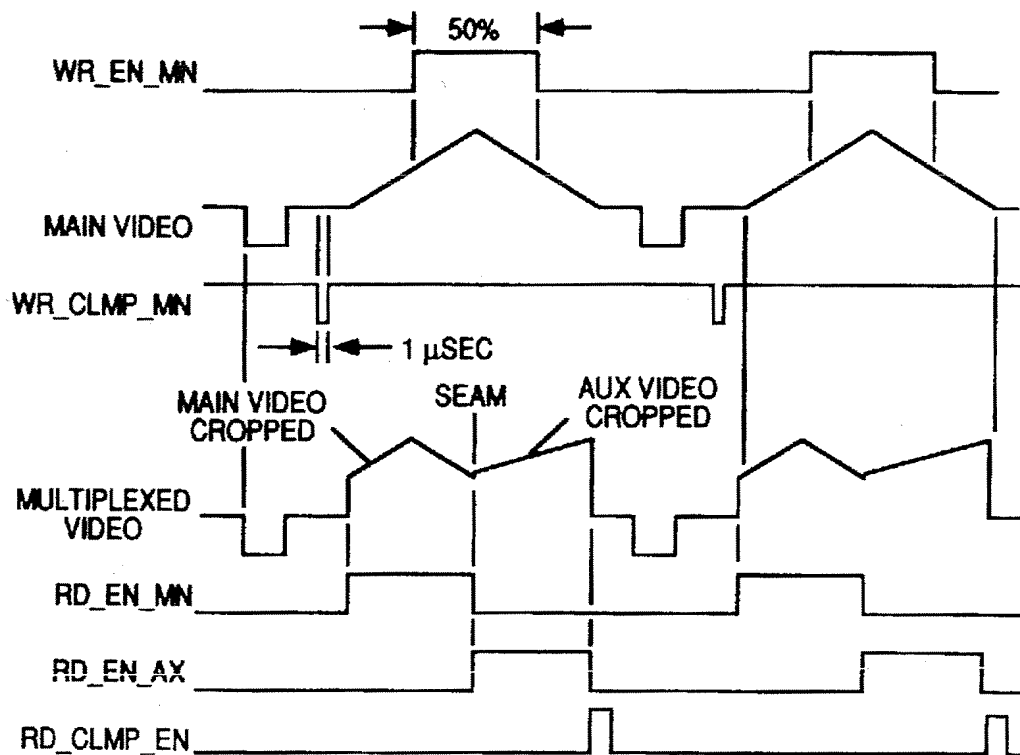 50%
WR_EN_MN
MAIN VIDEO
WR_CLMP_MN
1 µSEC
MAIN VIDEO
CROPPED
SEAM
AUX VIDEO
CROPPED
MULTIPLEXED
VIDEO
RD_EN_MN
RD_EN_AX
RD_CLMP_EN